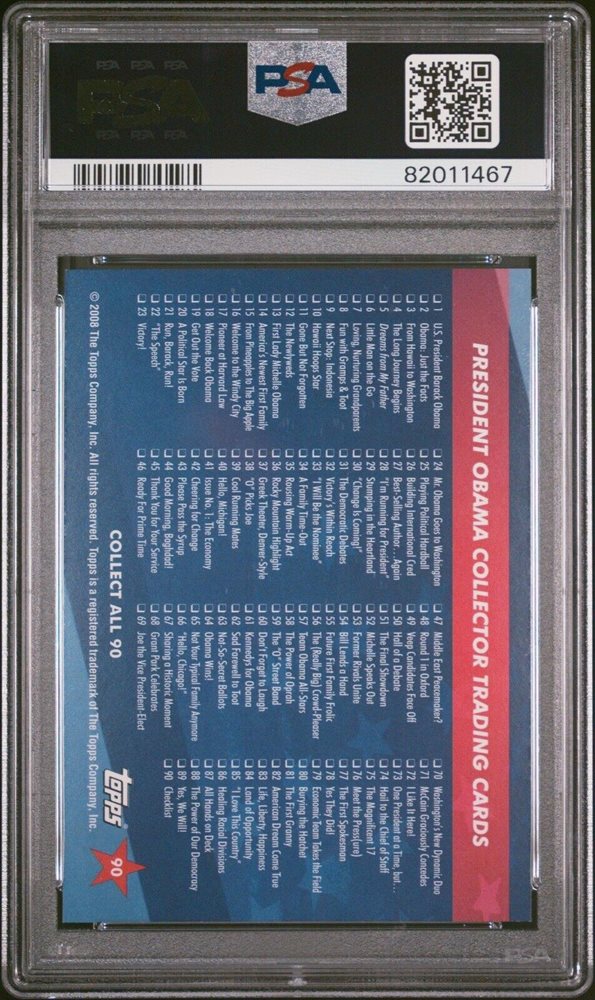 PSA PSA PSA
PSA
PSA PSA PSA
PSA
82011467
PRESIDENT OBAMA COLLECTOR TRADING CARDS
1 U.S. President Barack Obama
2 Obama: Just the Facts
3 From Hawaii to Washington
4 The Long Journey Begins
5 Dreams from My Father
6 Little Man on the Go
7 Loving, Nurturing Grandparents
8 Fun with Gramps & Toot
9 Next Stop: Indonesia
10 Hawaii Hoops Star
11 Gone But Not Forgotten
12 The Newlyweds
13 First Lady Michelle Obama
14 America's Newest First Family
15 From Pineapples to The Big Apple
16 Welcome to the Windy City
17 Pioneer at Harvard Law
18 Welcome Back Obama
19 Get Out the Vote
20 A Political Star Is Born
21 Run, Barack, Run!
22 "The Speech"
23 Victory!
24 Mr. Obama Goes to Washington
25 Playing Political Hardball
26 Building International Cred
27 Best-Selling Author . . . Again
28 "I'm Running for President"
29 Stumping in the Heartland
30 "Change Is Coming!"
31 The Democratic Debates
32 Victory's Within Reach
33 "I Will Be the Nominee"
34 A Family Time-Out
35 Rousing Warm-Up Act
36 Rocky Mountain Highlight
37 Greek Theater, Denver-Style
38 "O" Picks Joe
39 Cool Running Mates
40 Hello, Michigan!
41 Issue No. 1: The Economy
42 Cheering for Change
43 Please Pass the Syrup
44 Good Morning, Baghdad!
45 Thank You for Your Service
46 Ready For Prime Time
47 Middle East Peacemaker?
48 Round 1 in Oxford
49 Veep Candidates Face Off
50 Half of a Debate
51 The Final Showdown
52 Michelle Speaks Out
53 Former Rivals Unite
54 Bill Lends a Hand
55 Future First Family Frolic
56 The (Really Big) Crowd-Pleaser
57 Team Obama All-Stars
58 The Power of Oprah
59 The "O" Street Band
60 Don't Forget to Laugh
61 Kennedys for Obama
62 Sad Farewell to Toot
63 Not-So-Secret Ballots
64 Obama Wins!
65 Not Your Typical Family Anymore
66 "Hello, Chicago!"
67 Sharing a Historic Moment
68 Grant Park Celebrates
69 Joe the Vice President-Elect
70 Washington's New Dynamic Duo
71 McCain Graciously Concedes
72 I Like It Here!
73 One President at a Time, but . .
74 Hail to the Chief of Staff
75 The Magnificent 17
76 Meet the Press(ure)
77 The First Spokesman
78 Yes They Did!
79 Economic Team Takes the Field
80 Burying the Hatchet
81 The First Granny
82 American Dream Come True
83 Life, Liberty, Happiness
84 Land of Opportunity
85 "I Love This Country"
86 Healing Racial Divisions
87 All Hands on Deck
88 The Power of Our Democracy
89 Yes, We Will!
90 Checklist
COLLECT ALL 90
© 2008 The Topps Company, Inc. All rights reserved. Topps is a registered trademark of The Topps Company, Inc.
topps
90
PSA